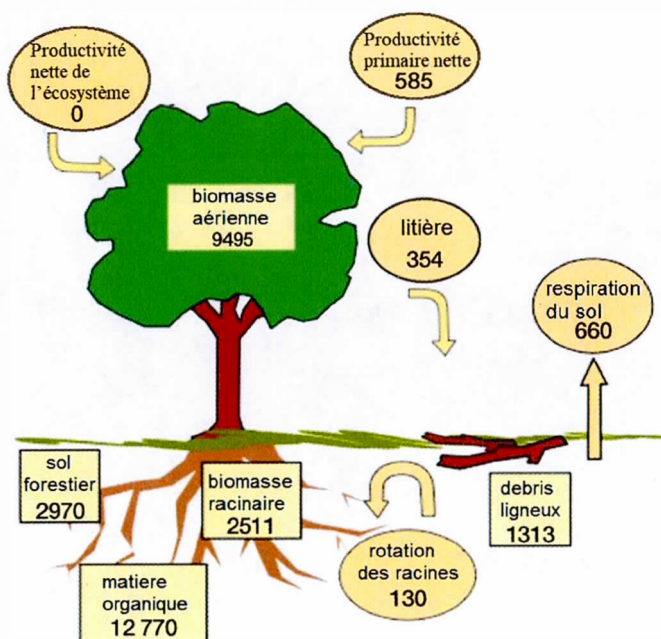 Productivité
nette de
l'écosystème
0
Productivité
primaire nette
585
biomasse
aérienne
9495
litière
354
respiration
du sol
660
sol
forestier
2970
biomasse
racinaire
2511
debris
ligneux
1313
rotation
des racines
130
matiere
organique
12 770